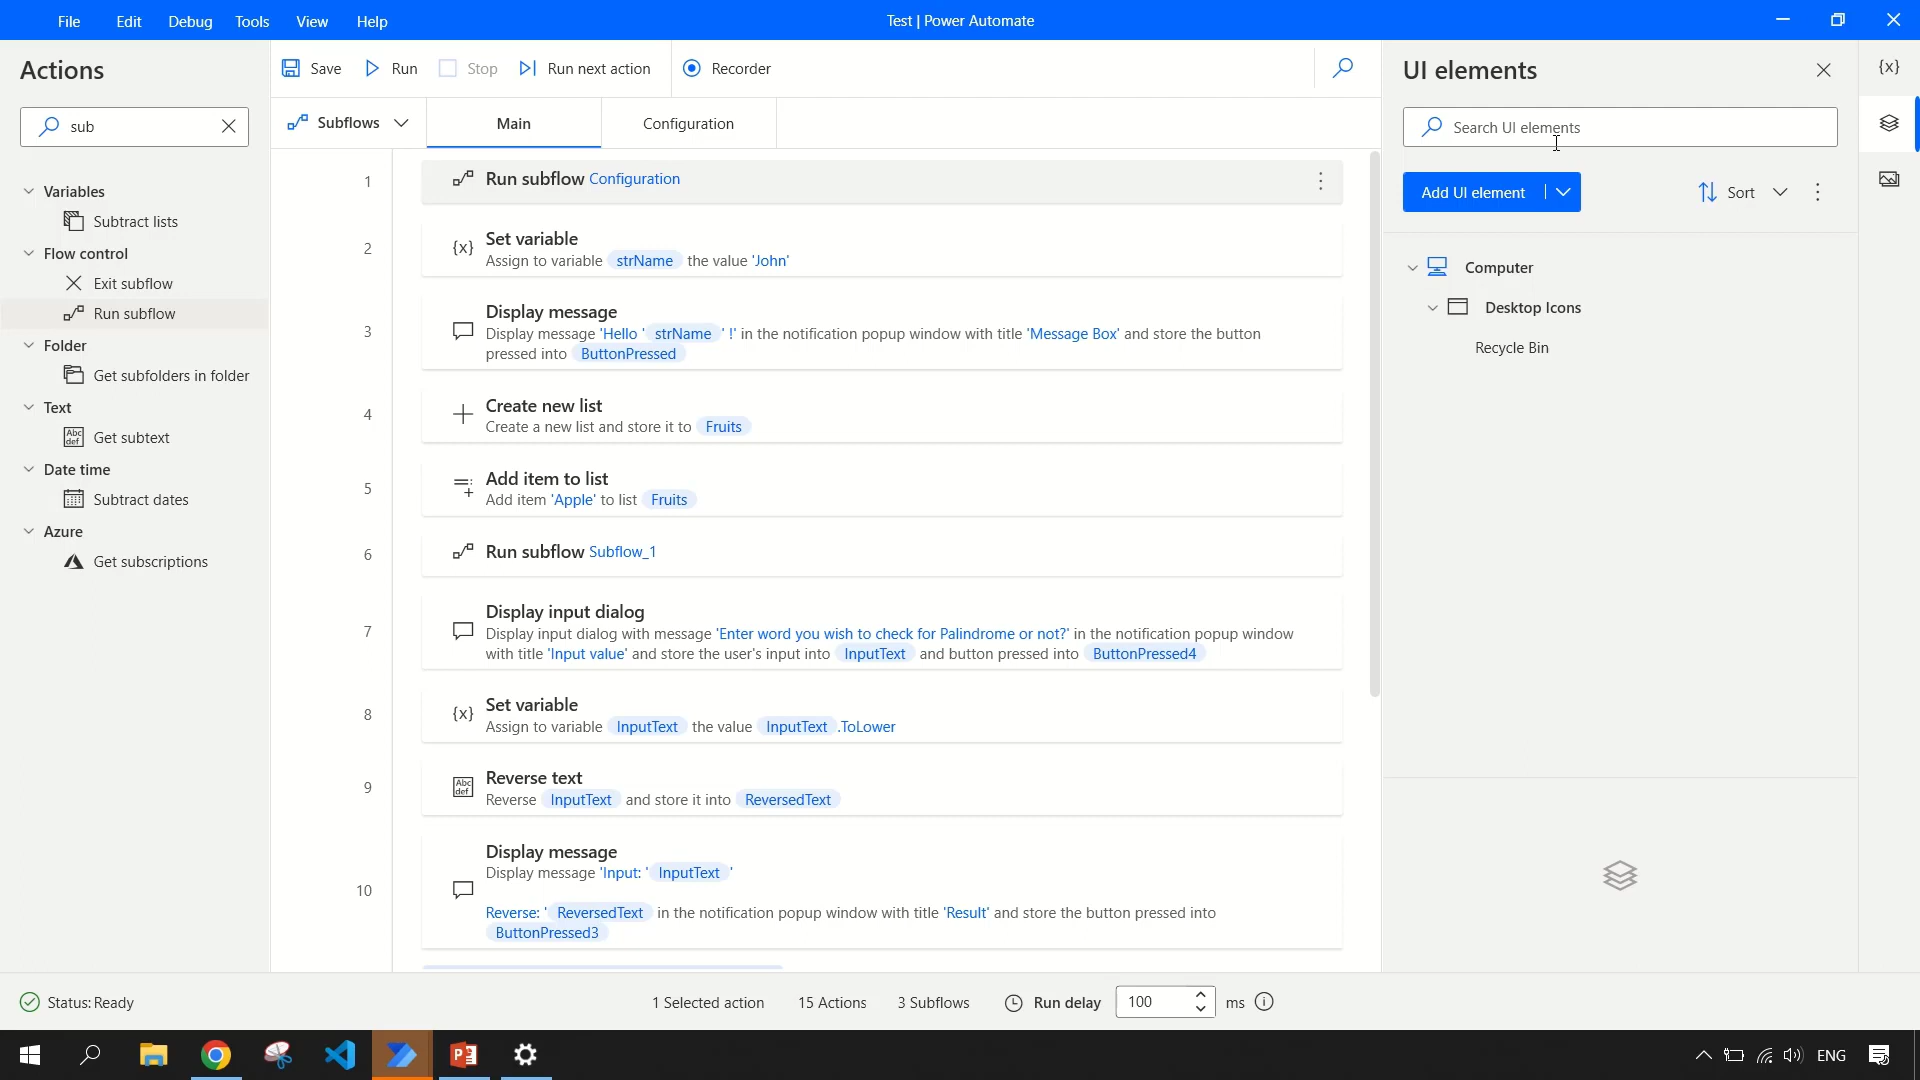 File Edit Debug Tools View Help
Test | Power Automate
Actions
sub
Variables
Subtract lists
Flow control
Exit subflow
Run subflow
Folder
Get subfolders in folder
Text
Abc
def
Get subtext
Date time
Subtract dates
Azure
Get subscriptions
Save Run Stop Run next action Recorder
Subflows Main Configuration
1 Run subflow Configuration
2 {x} Set variable
Assign to variable strName the value 'John'
3 Display message
Display message 'Hello ' strName ' !' in the notification popup window with title 'Message Box' and store the button
pressed into ButtonPressed
4 Create new list
Create a new list and store it to Fruits
5 Add item to list
Add item 'Apple' to list Fruits
6 Run subflow Subflow_1
7 Display input dialog
Display input dialog with message 'Enter word you wish to check for Palindrome or not?' in the notification popup window
with title 'Input value' and store the user's input into InputText and button pressed into ButtonPressed4
8 {x} Set variable
Assign to variable InputText the value InputText .ToLower
9 Abc
def
Reverse text
Reverse InputText and store it into ReversedText
10 Display message
Display message 'Input: ' InputText '
Reverse: ' ReversedText in the notification popup window with title 'Result' and store the button pressed into
ButtonPressed3
UI elements
{x}
Search UI elements
Add UI element Sort
Computer
Desktop Icons
Recycle Bin
Status: Ready
1 Selected action 15 Actions 3 Subflows Run delay 100 ms
ENG